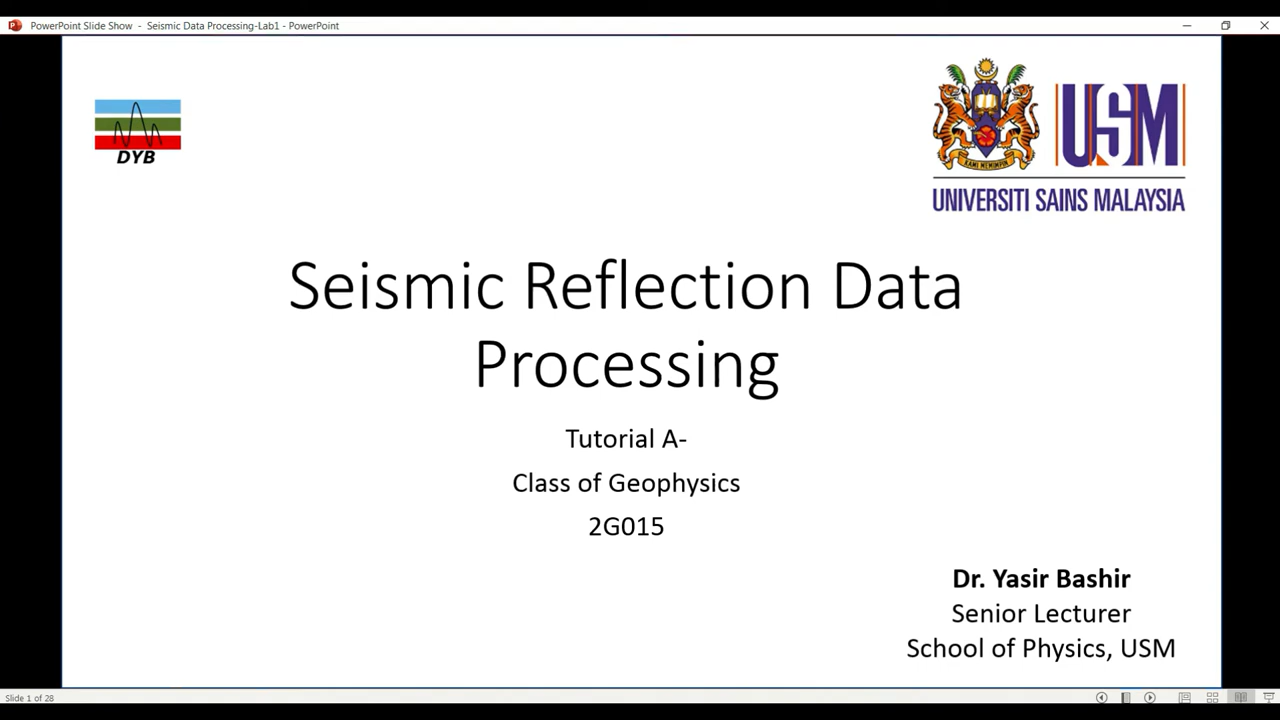 PowerPoint Slide Show - Seismic Data Processing-Lab1 - PowerPoint
DYB
USM
UNIVERSITI SAINS MALAYSIA
Seismic Reflection Data
Processing
Tutorial A-
Class of Geophysics
2G015
Dr. Yasir Bashir
Senior Lecturer
School of Physics, USM
Slide 1 of 28